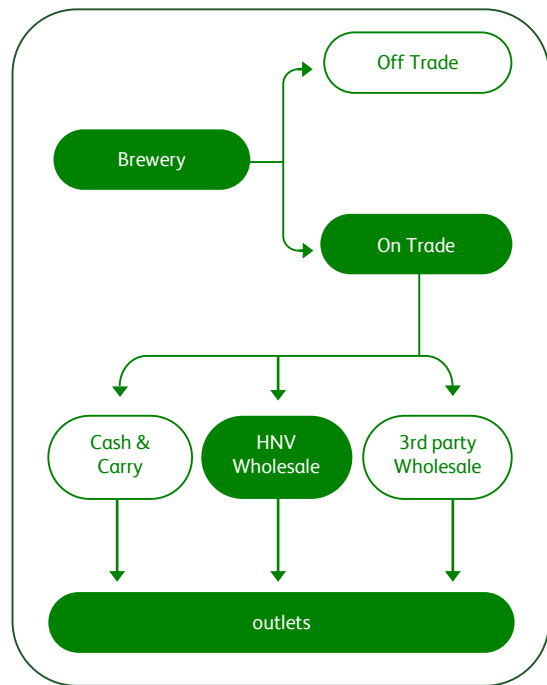 Off Trade
Brewery
On Trade
Cash &
Carry
HNV
Wholesale
3rd party
Wholesale
outlets